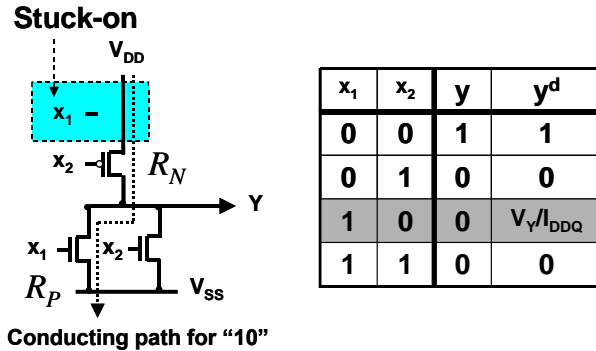 Stuck-on
V_DD
x₁
x₂
R_N
Y
x₁ x₂
R_P
V_SS
Conducting path for “10”
x₁ x₂ y yᵈ
0 0 1 1
0 1 0 0
1 0 0 V_Y/I_DDQ
1 1 0 0